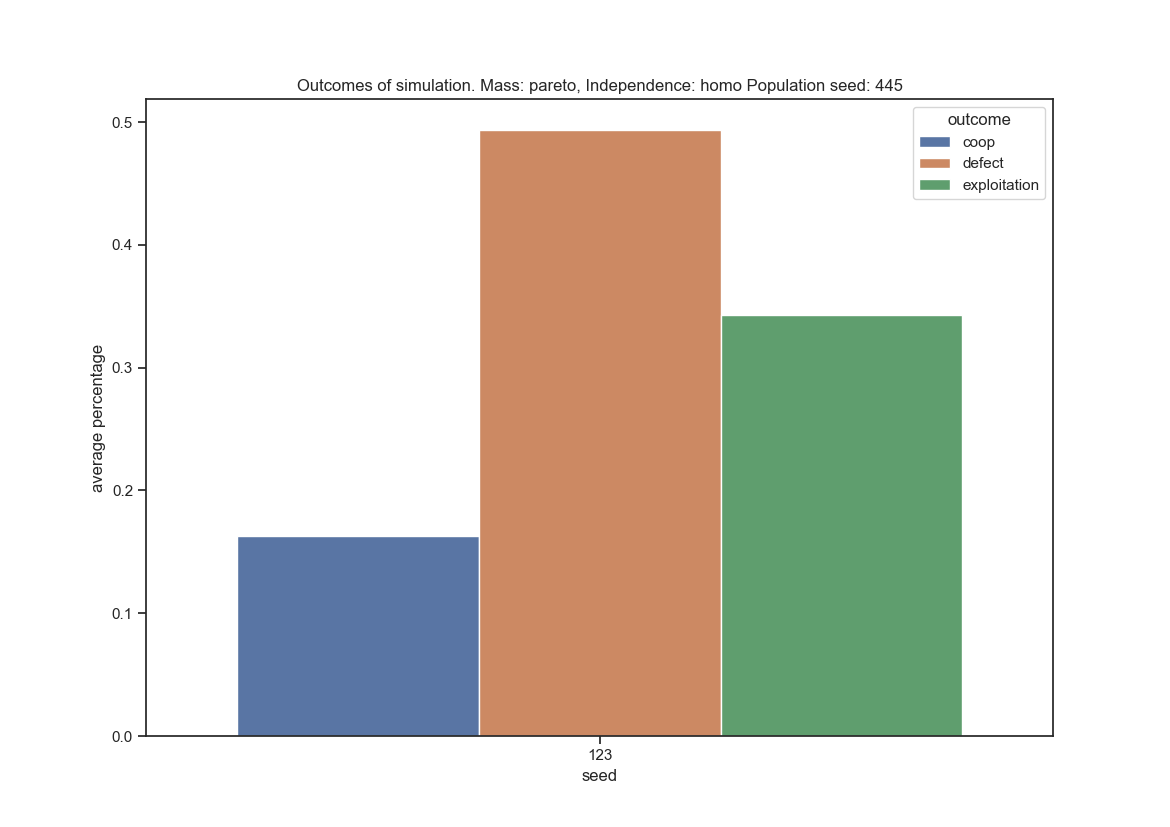 Outcomes of simulation. Mass: pareto, Independence: homo Population seed: 445
outcome
coop
defect
exploitation
0.5
0.4
0.3
0.2
0.1
0.0
average percentage
123
seed